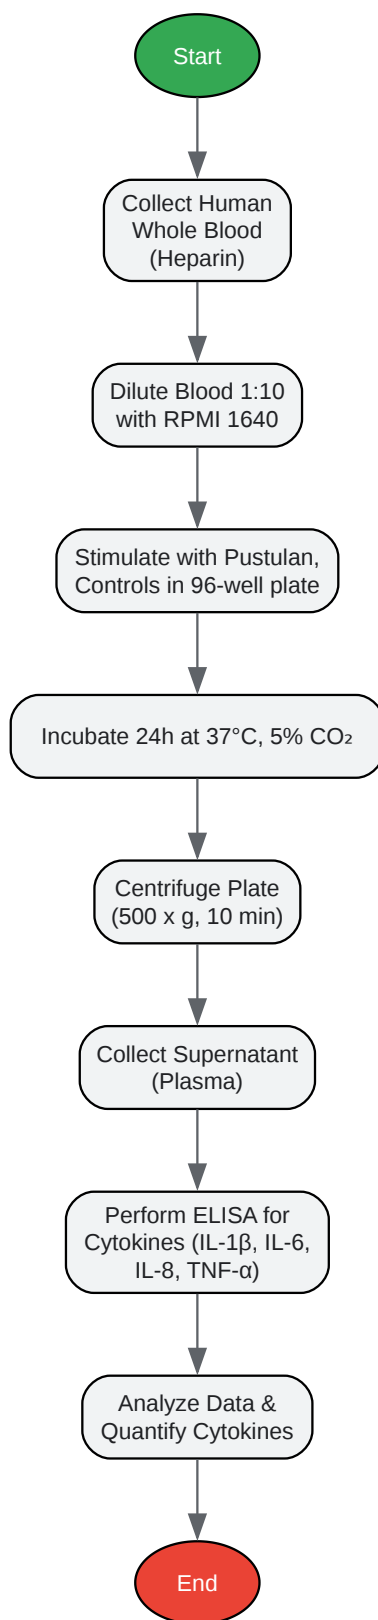 Start
Collect Human
Whole Blood
(Heparin)
Dilute Blood 1:10
with RPMI 1640
Stimulate with Pustulan,
Controls in 96-well plate
Incubate 24h at 37°C, 5% CO₂
Centrifuge Plate
(500 x g, 10 min)
Collect Supernatant
(Plasma)
Perform ELISA for
Cytokines (IL-1β, IL-6,
IL-8, TNF-α)
Analyze Data &
Quantify Cytokines
End